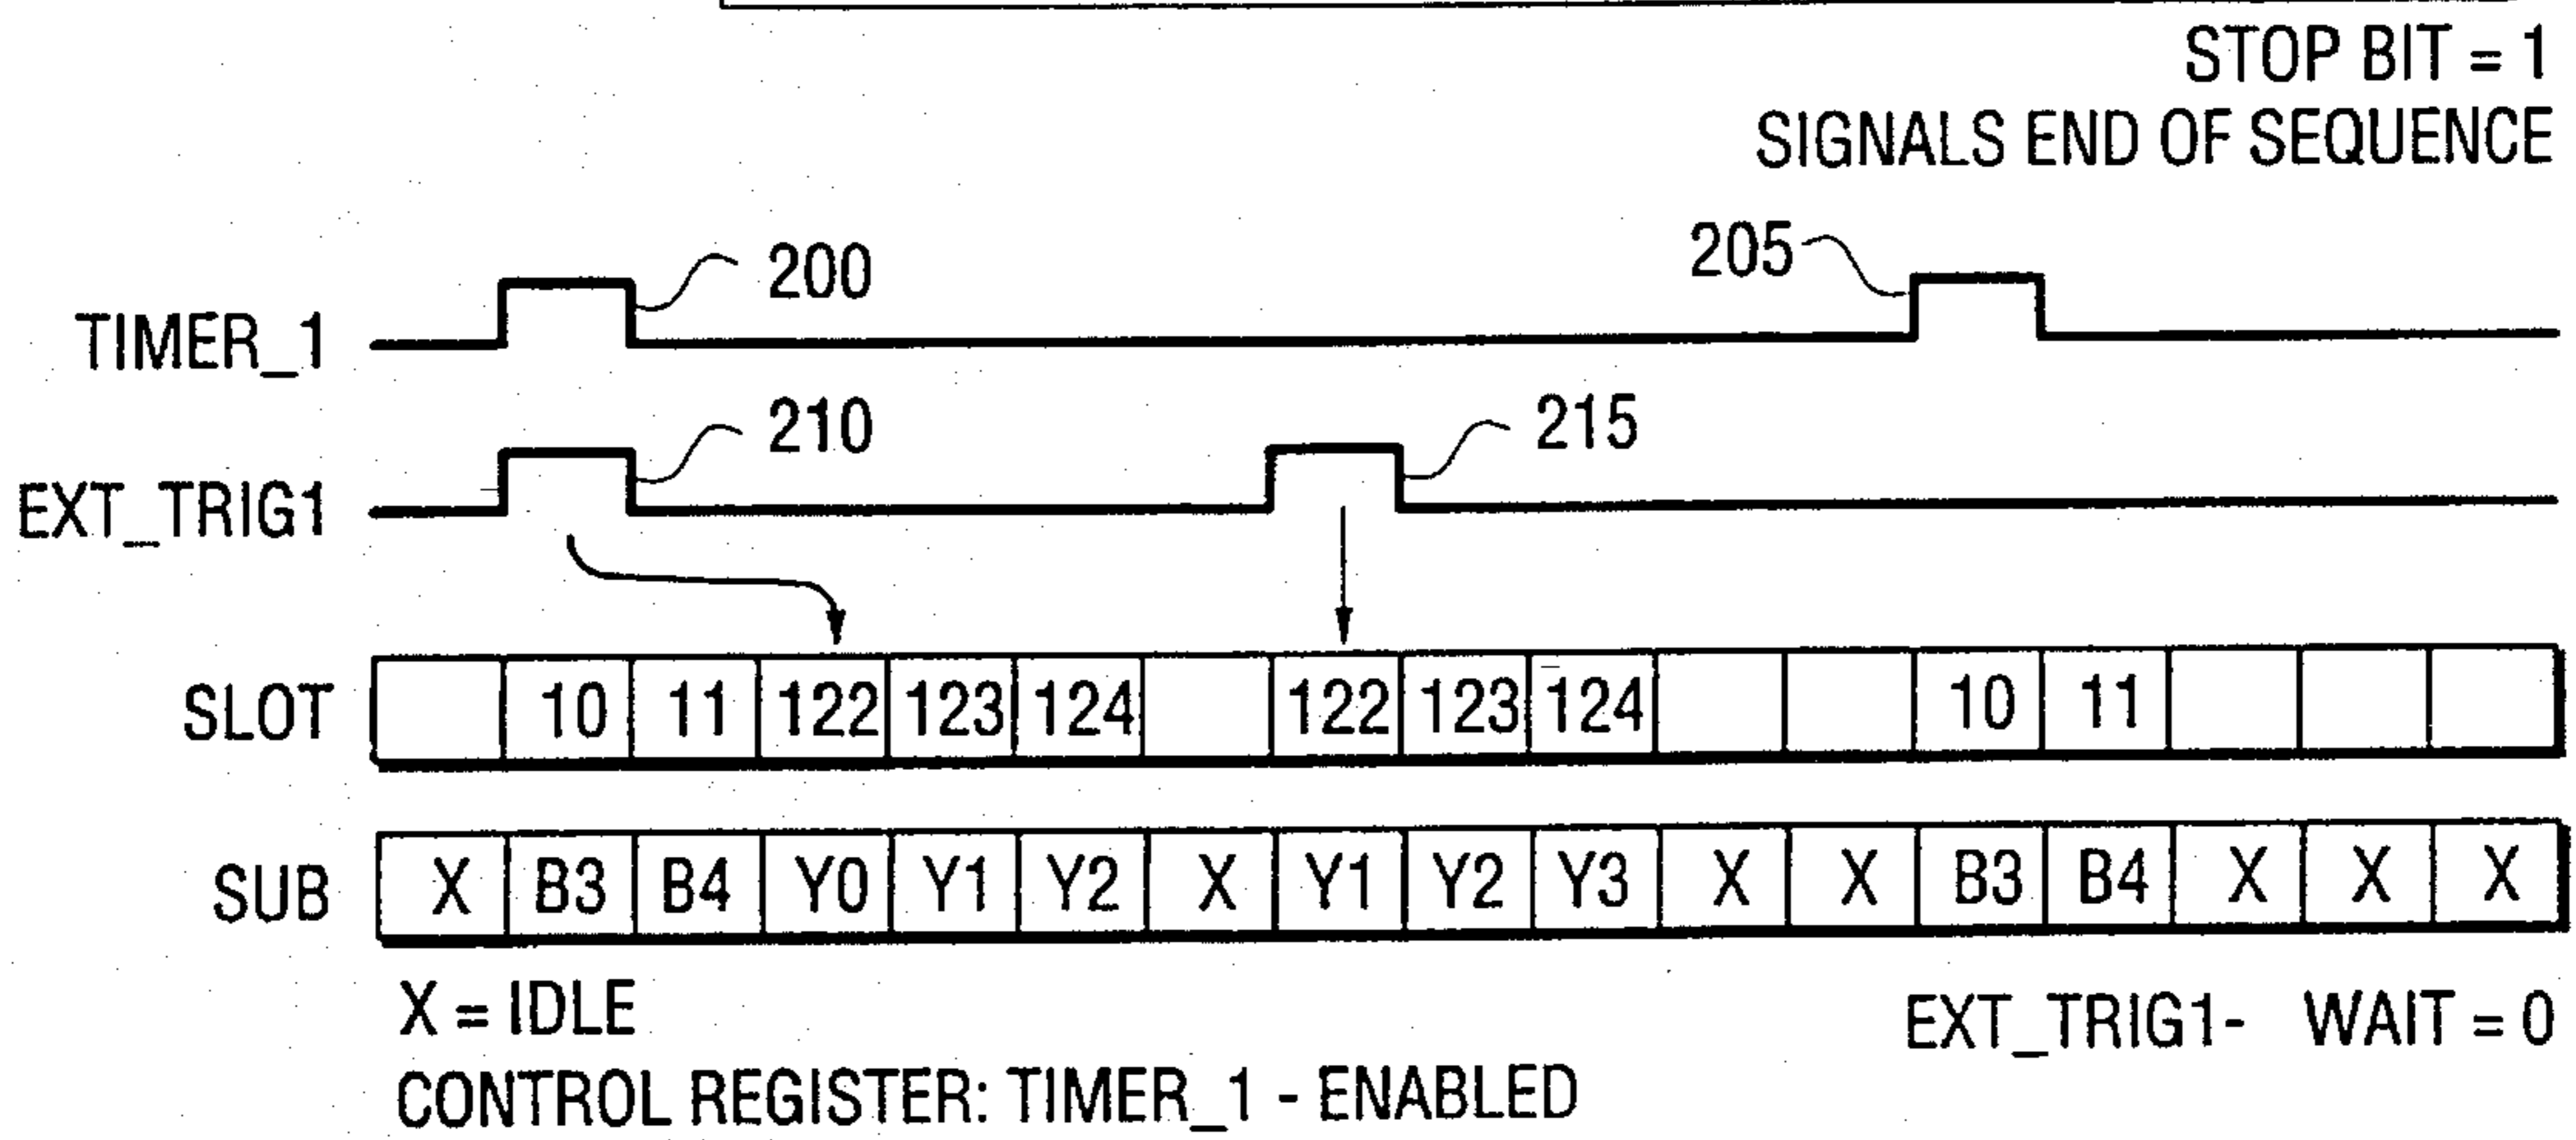 STOP BIT = 1
SIGNALS END OF SEQUENCE
TIMER_1 200 205
EXT_TRIG1 210 215
SLOT 10 11 122 123 124 122 123 124 10 11
SUB X B3 B4 Y0 Y1 Y2 X Y1 Y2 Y3 X X B3 B4 X X X
X = IDLE EXT_TRIG1- WAIT = 0
CONTROL REGISTER: TIMER_1 - ENABLED